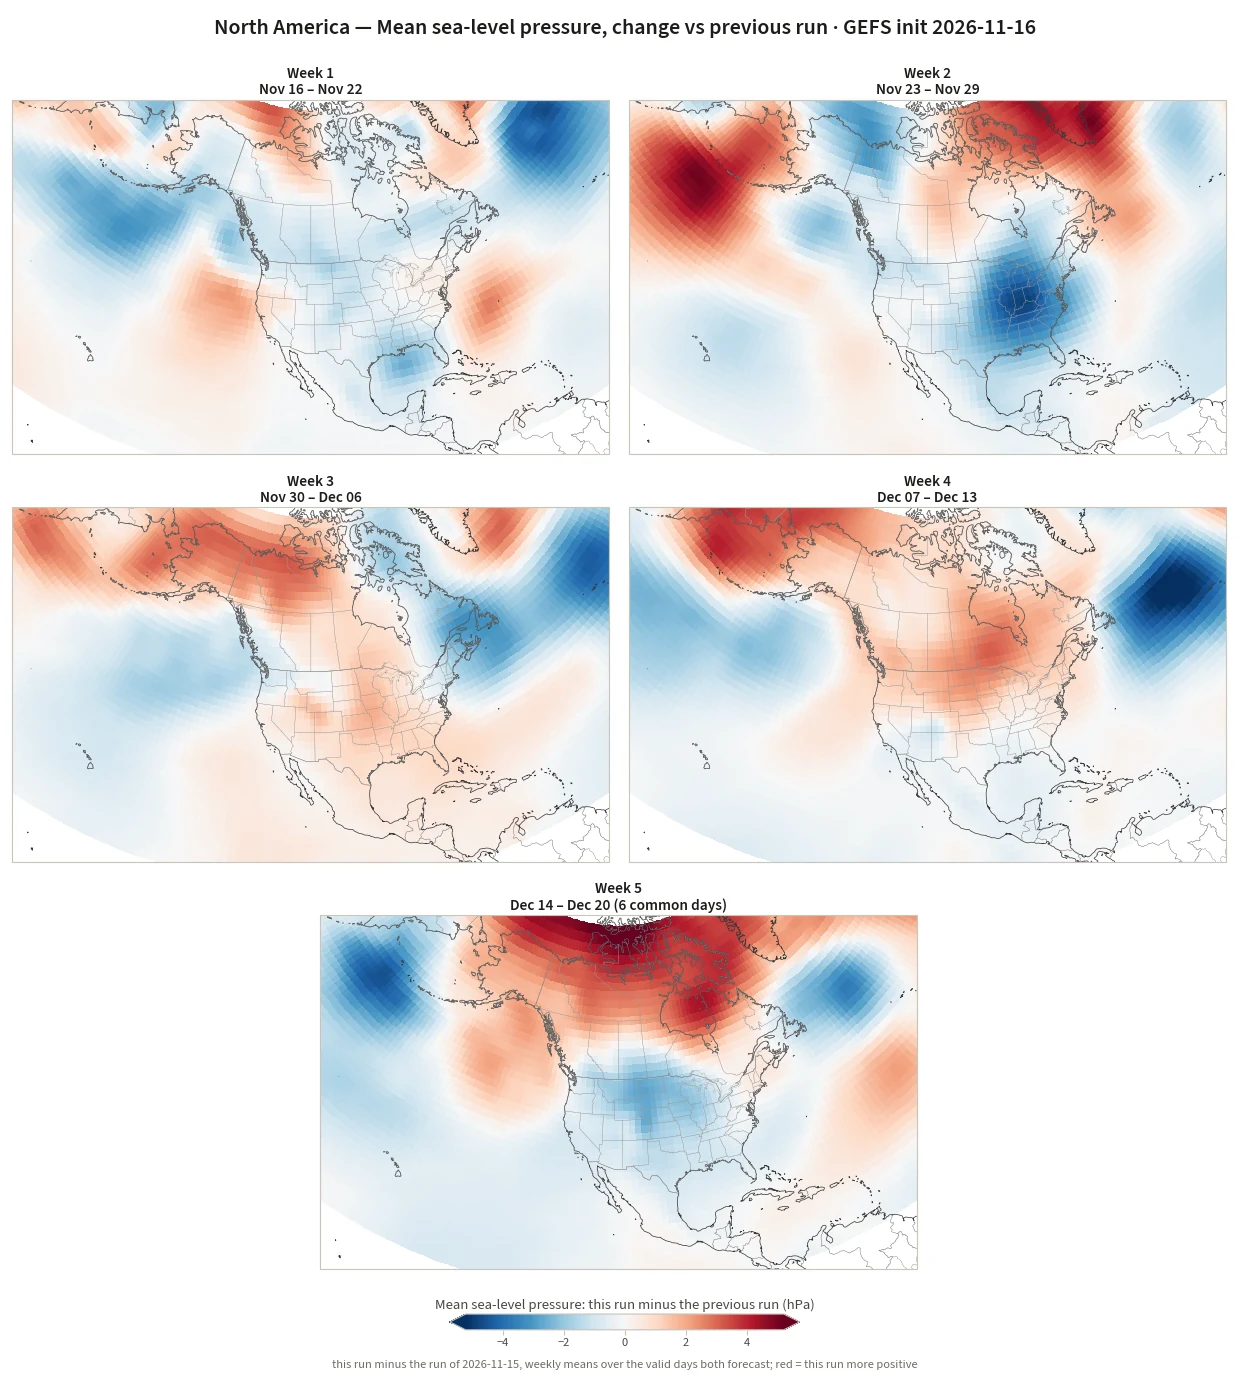 North America — Mean sea-level pressure, change vs previous run · GEFS init 2026-11-16
Week 1
Nov 16 – Nov 22
Week 2
Nov 23 – Nov 29
Week 3
Nov 30 – Dec 06
Week 4
Dec 07 – Dec 13
Week 5
Dec 14 – Dec 20 (6 common days)
Mean sea-level pressure: this run minus the previous run (hPa)
−4 −2 0 2 4
this run minus the run of 2026-11-15, weekly means over the valid days both forecast; red = this run more positive